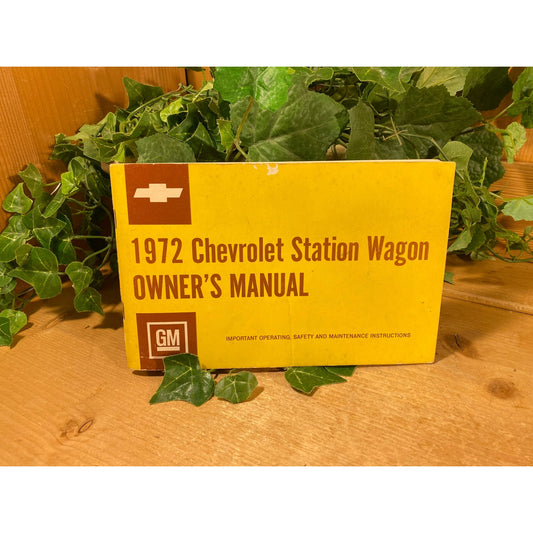 1972 Chevrolet Station Wagon
OWNER'S MANUAL
GM
IMPORTANT OPERATING, SAFETY AND MAINTENANCE INSTRUCTIONS